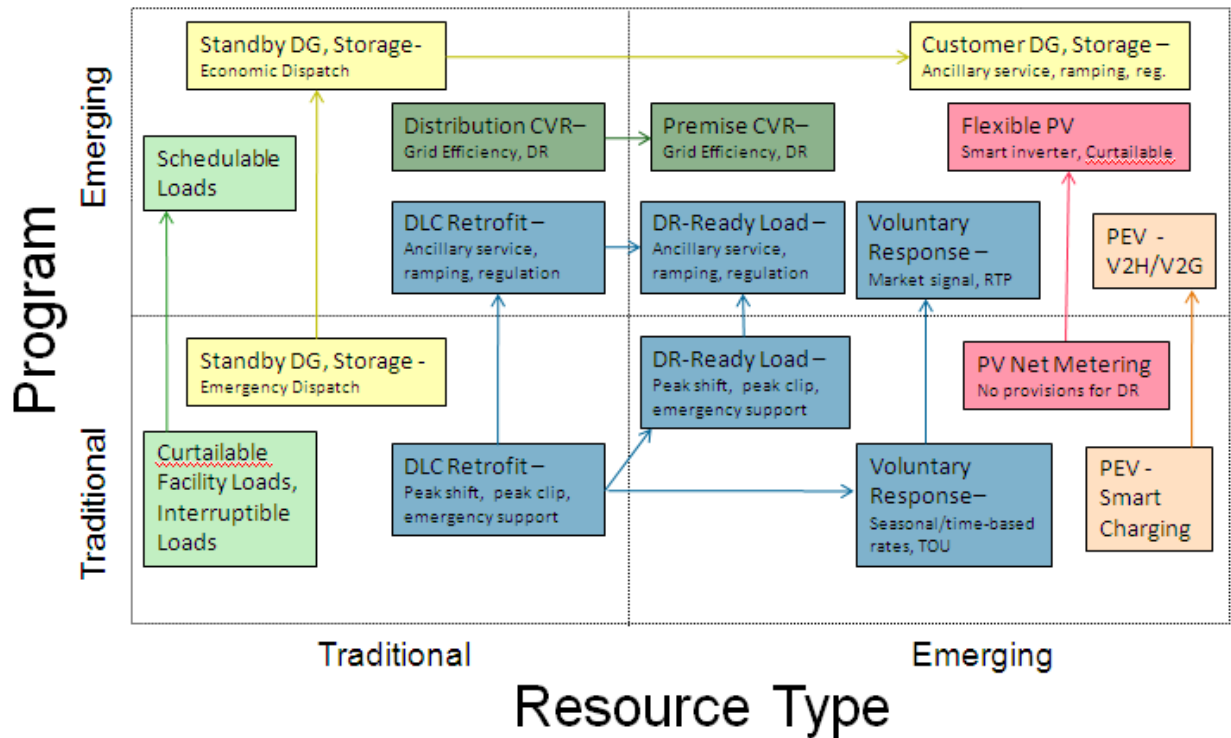 Program
Emerging
Traditional
Standby DG, Storage-
Economic Dispatch
Customer DG, Storage –
Ancillary service, ramping, reg.
Distribution CVR–
Grid Efficiency, DR
Premise CVR–
Grid Efficiency, DR
Flexible PV
Smart inverter, Curtailable
Schedulable
Loads
DLC Retrofit –
Ancillary service,
ramping, regulation
DR-Ready Load –
Ancillary service,
ramping, regulation
Voluntary
Response –
Market signal, RTP
PEV -
V2H/V2G
Standby DG, Storage -
Emergency Dispatch
DR-Ready Load –
Peak shift, peak clip,
emergency support
PV Net Metering
No provisions for DR
Curtailable
Facility Loads,
Interruptible
Loads
DLC Retrofit –
Peak shift, peak clip,
emergency support
Voluntary
Response–
Seasonal/time-based
rates, TOU
PEV -
Smart
Charging
Traditional
Emerging
Resource Type